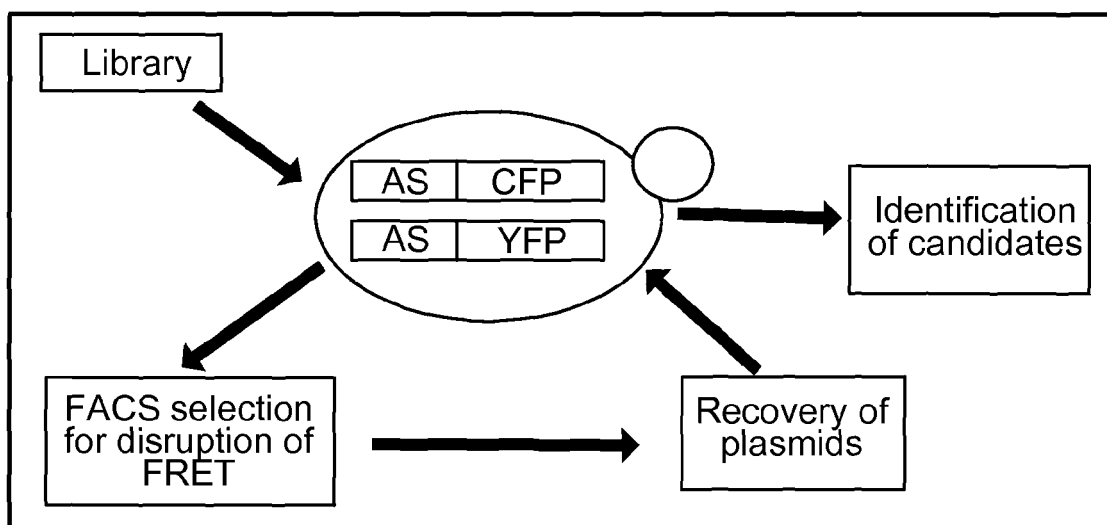 Library
AS CFP
AS YFP
Identification
of candidates
FACS selection
for disruption of
FRET
Recovery of
plasmids